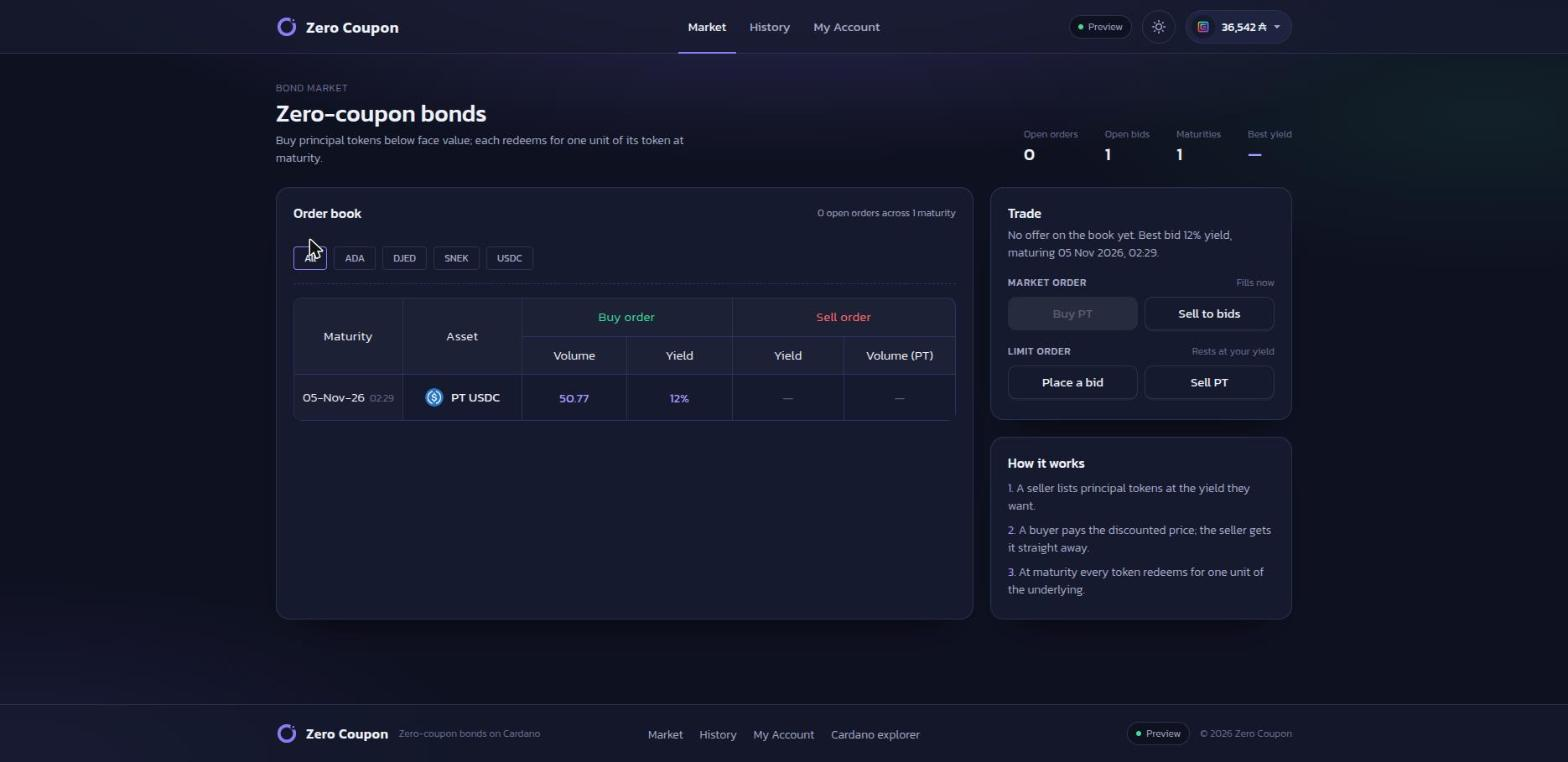 Zero Coupon
Market
History
My Account
Preview
36,542 ₳
BOND MARKET
Zero-coupon bonds
Buy principal tokens below face value; each redeems for one unit of its token at
maturity.
Open orders
0
Open bids
1
Maturities
1
Best yield
—
Order book
0 open orders across 1 maturity
ADA
DJED
SNEK
USDC
Maturity
Asset
Buy order
Sell order
Volume
Yield
Yield
Volume (PT)
05-Nov-26 02:29
PT USDC
50.77
12%
—
—
Trade
No offer on the book yet. Best bid 12% yield,
maturing 05 Nov 2026, 02:29.
MARKET ORDER
Fills now
Buy PT
Sell to bids
LIMIT ORDER
Rests at your yield
Place a bid
Sell PT
How it works
1. A seller lists principal tokens at the yield they
want.
2. A buyer pays the discounted price; the seller gets
it straight away.
3. At maturity every token redeems for one unit of
the underlying.
Zero Coupon
Zero-coupon bonds on Cardano
Market
History
My Account
Cardano explorer
Preview
© 2026 Zero Coupon